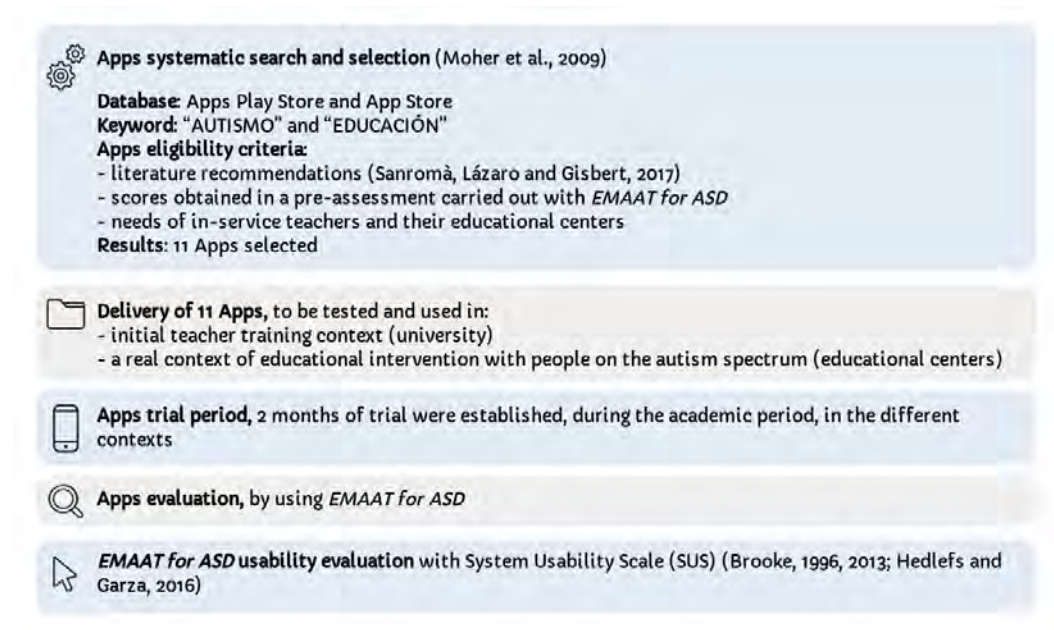 Apps systematic search and selection (Moher et al., 2009)
Database: Apps Play Store and App Store
Keyword: “AUTISMO” and “EDUCACIÓN”
Apps eligibility criteria:
- literature recommendations (Sanromà, Lázaro and Gisbert, 2017)
- scores obtained in a pre-assessment carried out with EMAAT for ASD
- needs of in-service teachers and their educational centers
Results: 11 Apps selected
Delivery of 11 Apps, to be tested and used in:
- initial teacher training context (university)
- a real context of educational intervention with people on the autism spectrum (educational centers)
Apps trial period, 2 months of trial were established, during the academic period, in the different
contexts
Apps evaluation, by using EMAAT for ASD
EMAAT for ASD usability evaluation with System Usability Scale (SUS) (Brooke, 1996, 2013; Hedlefs and
Garza, 2016)